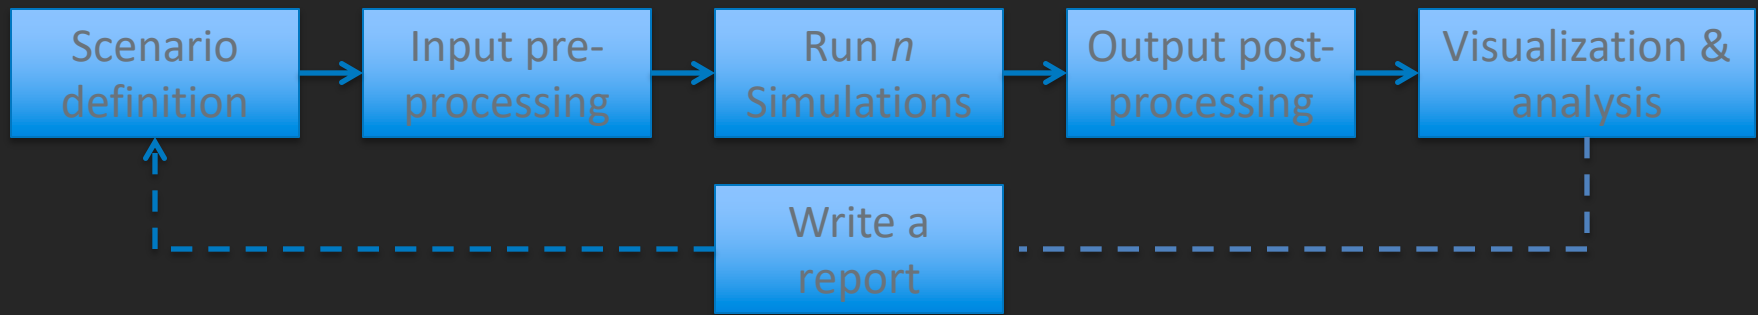 Scenario
definition
Input pre-
processing
Run n
Simulations
Output post-
processing
Visualization &
analysis
Write a
report